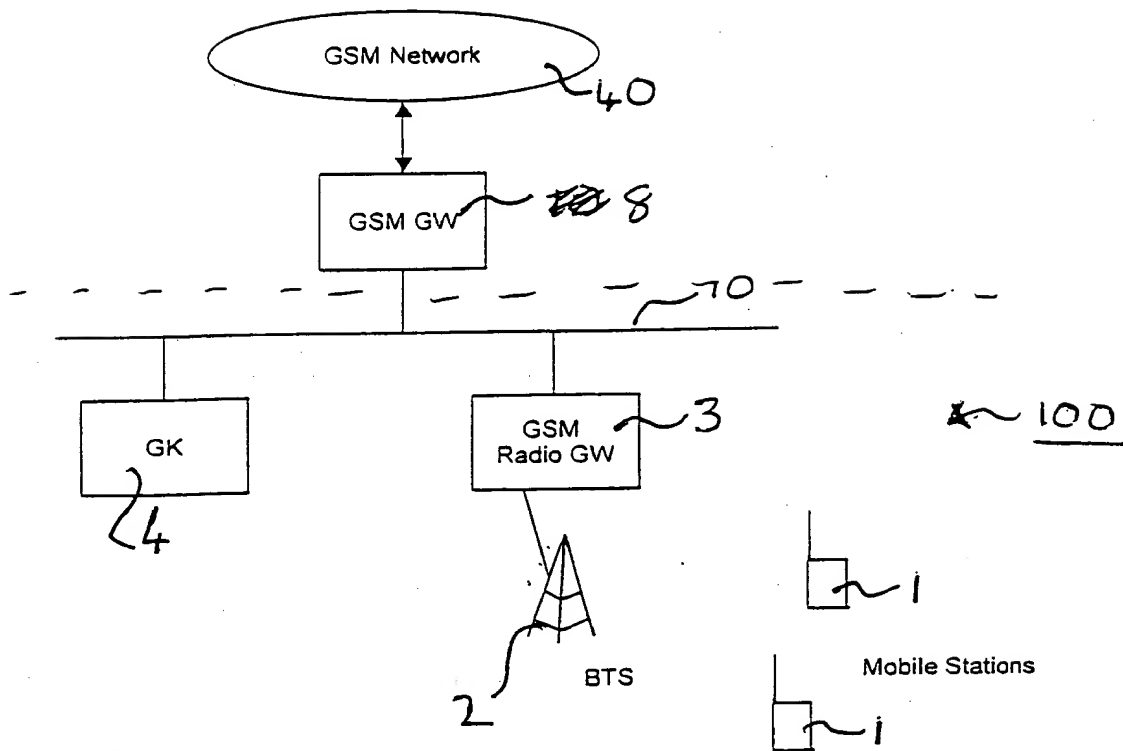 GSM Network
40
GSM GW
8
70
GK
4
GSM
Radio GW
3
100
1
2
BTS
Mobile Stations
1